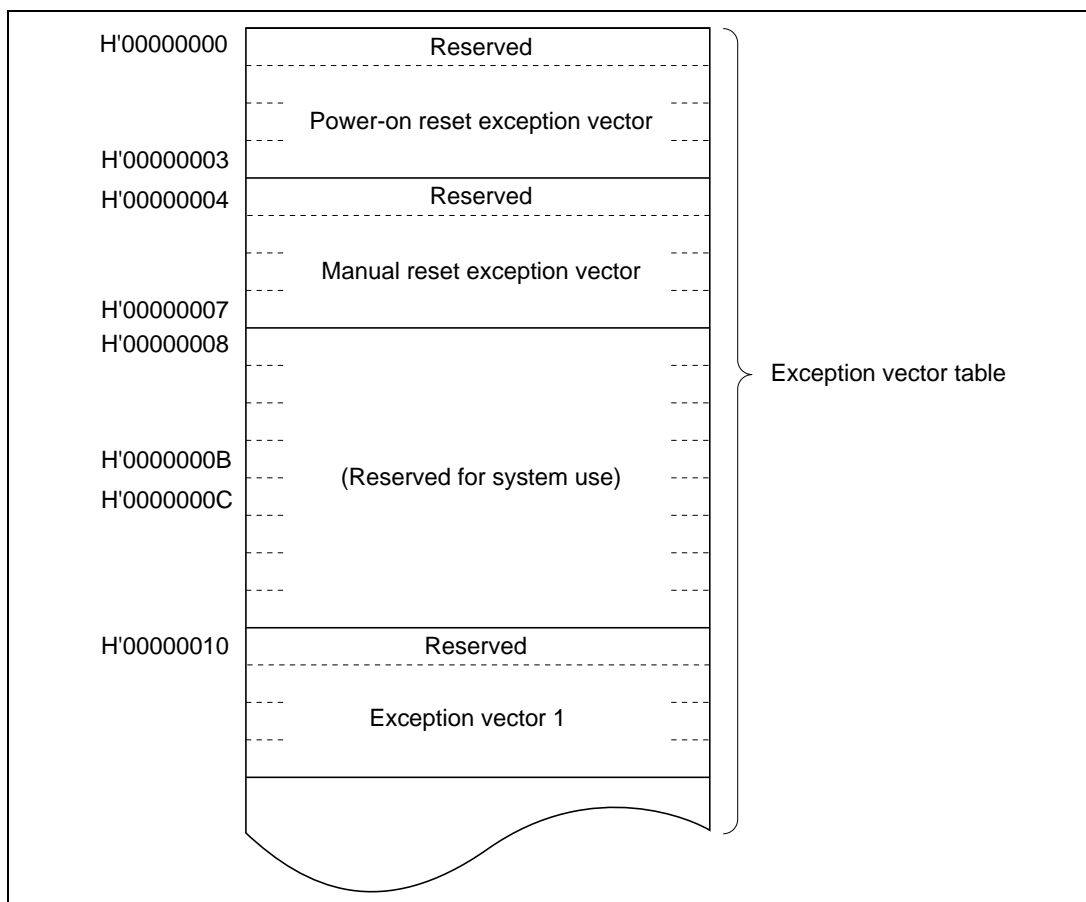 H'00000000
Reserved
Power-on reset exception vector
H'00000003
H'00000004
Reserved
Manual reset exception vector
H'00000007
H'00000008
Exception vector table
H'0000000B
(Reserved for system use)
H'0000000C
H'00000010
Reserved
Exception vector 1